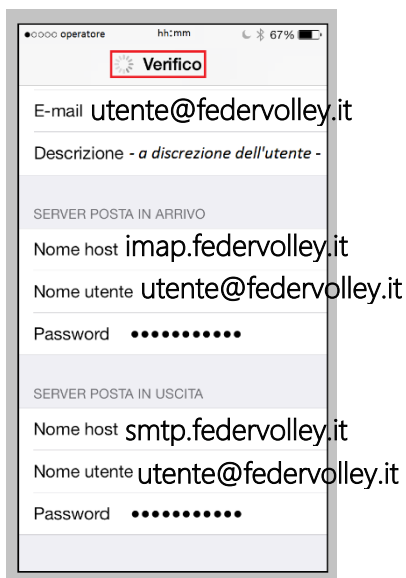 ●○○○○ operatore hh:mm 67%
Verifico
E-mail utente@federvolley.it
Descrizione - a discrezione dell'utente -
SERVER POSTA IN ARRIVO
Nome host imap.federvolley.it
Nome utente utente@federvolley.it
Password ●●●●●●●●●●●
SERVER POSTA IN USCITA
Nome host smtp.federvolley.it
Nome utente utente@federvolley.it
Password ●●●●●●●●●●●